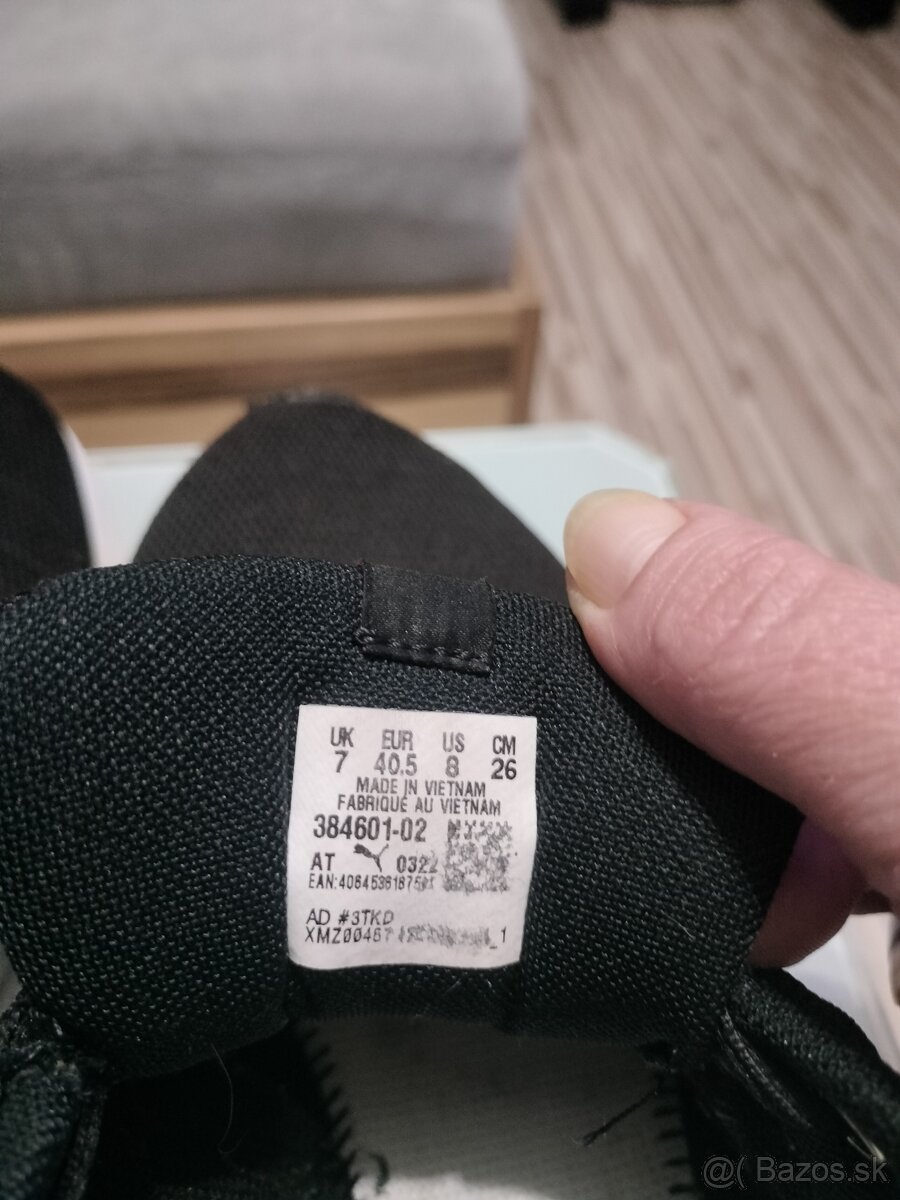 UK EUR US CM
7 40.5 8 26
MADE IN VIETNAM
FABRIQUÉ AU VIETNAM
384601-02
AT 0322
AD #3TKD
@( Bazos.sk